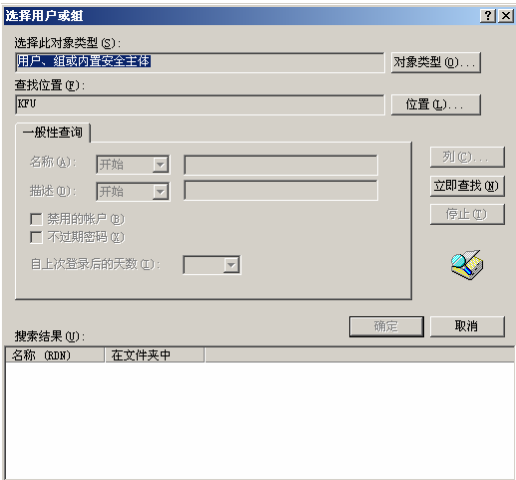 选择用户或组
选择此对象类型(S):
用户、组或内置安全主体
对象类型(O)...
查找位置(F):
KFU
位置(L)...
一般性查询
名称(A): 开始
描述(D): 开始
禁用的帐户(B)
不过期密码(X)
自上次登录后的天数(I):
列(C)...
立即查找(N)
停止(T)
确定 取消
搜索结果(U):
名称 (RDN) 在文件夹中